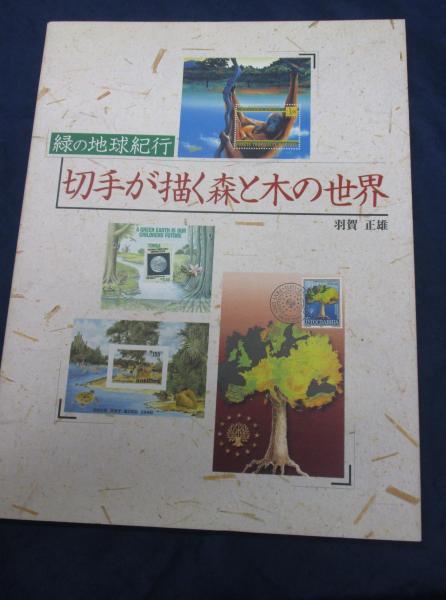 緑の地球紀行
切手が描く森と木の世界
羽賀 正雄
A GREEN EARTH IS OUR
CHILDREN'S FUTURE
TONGA